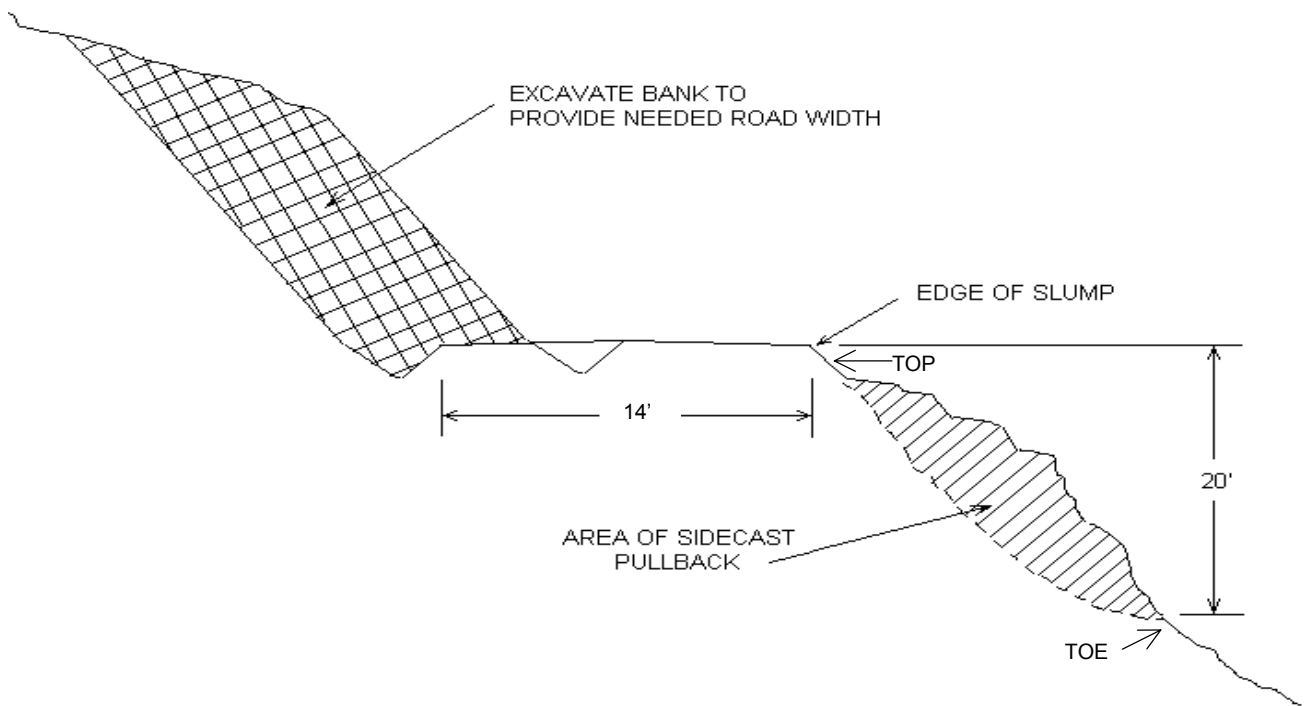 EXCAVATE BANK TO
PROVIDE NEEDED ROAD WIDTH
EDGE OF SLUMP
TOP
14’
20'
AREA OF SIDECAST
PULLBACK
TOE